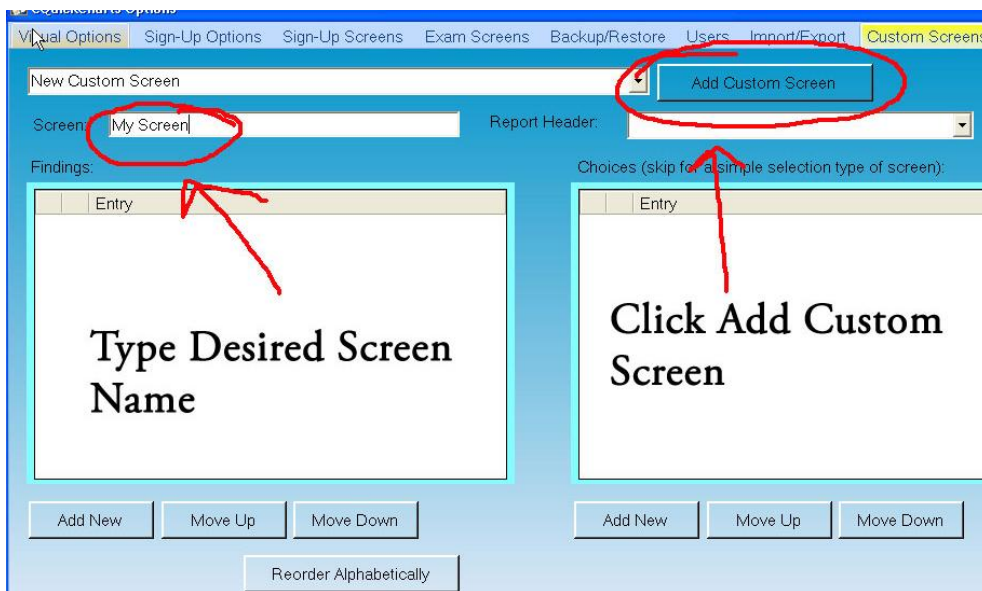 Options
Virtual Options Sign-Up Options Sign-Up Screens Exam Screens Backup/Restore Users Import/Export Custom Screens
New Custom Screen Add Custom Screen
Screen: My Screen Report Header:
Findings: Choices (skip for a simple selection type of screen):
Entry Entry
Type Desired Screen
Name
Click Add Custom
Screen
Add New Move Up Move Down Add New Move Up Move Down
Reorder Alphabetically